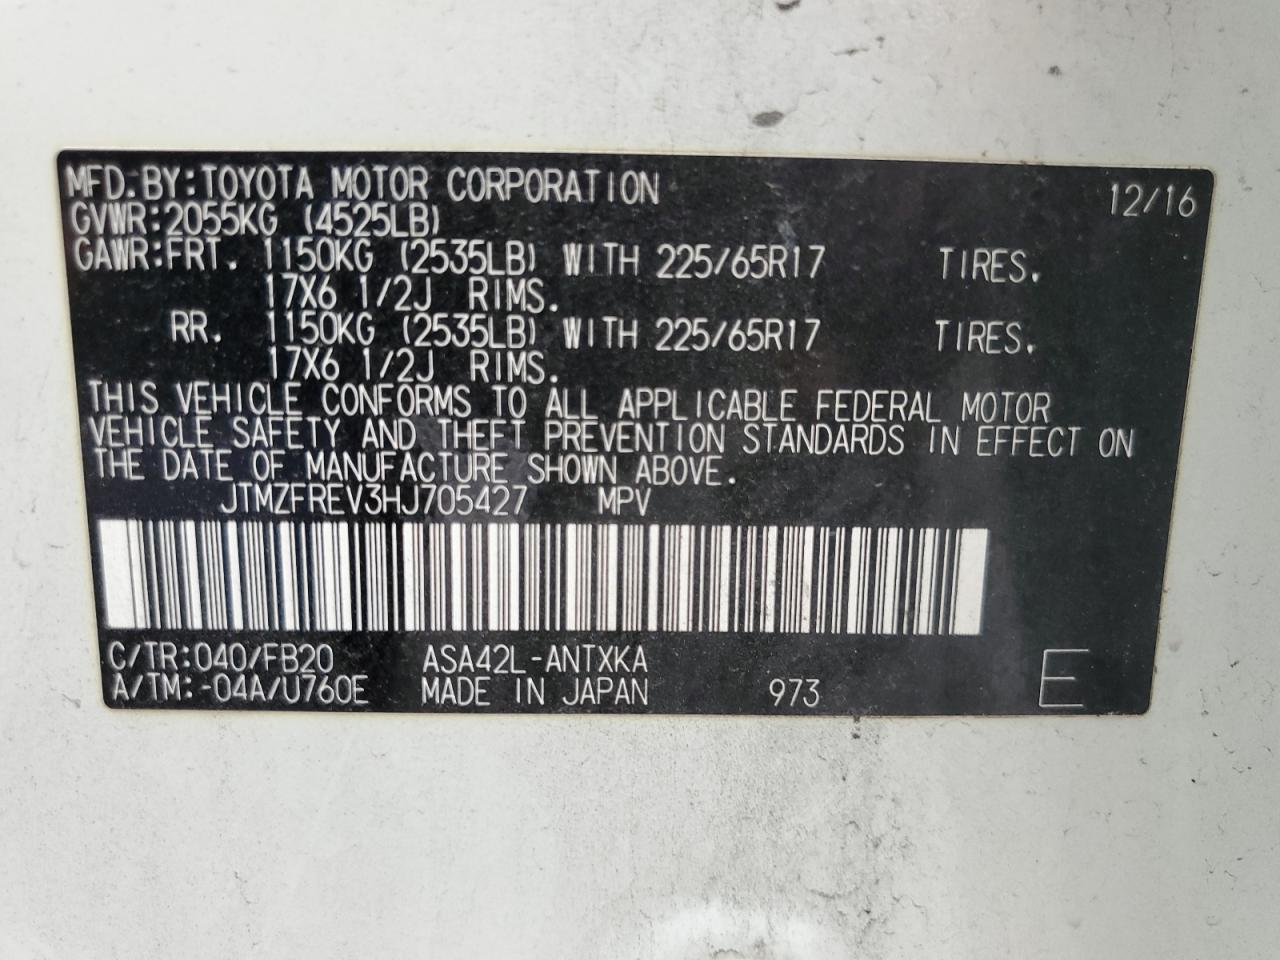 MFD.BY:TOYOTA MOTOR CORPORATION 12/16
GVWR:2055KG (4525LB)
GAWR:FRT. 1150KG (2535LB) WITH 225/65R17 TIRES.
17X6 1/2J RIMS.
RR. 1150KG (2535LB) WITH 225/65R17 TIRES.
17X6 1/2J RIMS.
THIS VEHICLE CONFORMS TO ALL APPLICABLE FEDERAL MOTOR
VEHICLE SAFETY AND THEFT PREVENTION STANDARDS IN EFFECT ON
THE DATE OF MANUFACTURE SHOWN ABOVE.
JTMZFREV3HJ705427 MPV
C/TR:040/FB20 ASA42L-ANTXKA
A/TM:-04A/U760E MADE IN JAPAN 973 E